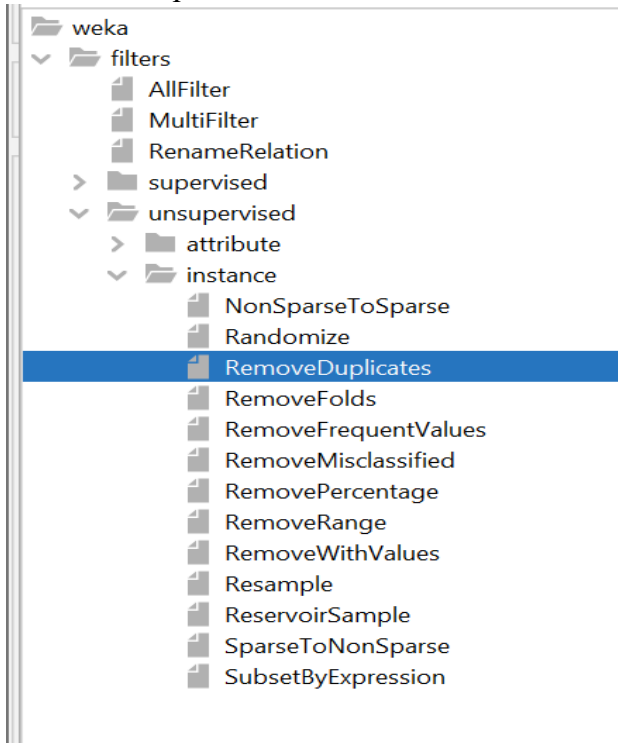 weka
filters
AllFilter
MultiFilter
RenameRelation
supervised
unsupervised
attribute
instance
NonSparseToSparse
Randomize
RemoveDuplicates
RemoveFolds
RemoveFrequentValues
RemoveMisclassified
RemovePercentage
RemoveRange
RemoveWithValues
Resample
ReservoirSample
SparseToNonSparse
SubsetByExpression